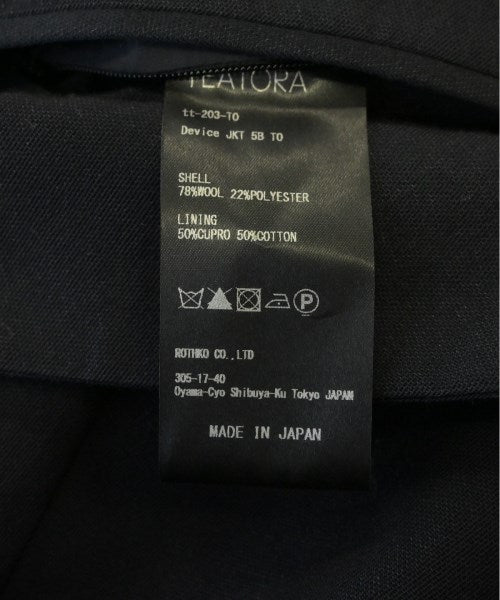 TEATORA
tt-203-TO
Device JKT 5B TO
SHELL
78%WOOL 22%POLYESTER
LINING
50%CUPRO 50%COTTON
P
ROTHKO CO.,LTD
305-17-40
Oyama-Cyo Shibuya-Ku Tokyo JAPAN
MADE IN JAPAN